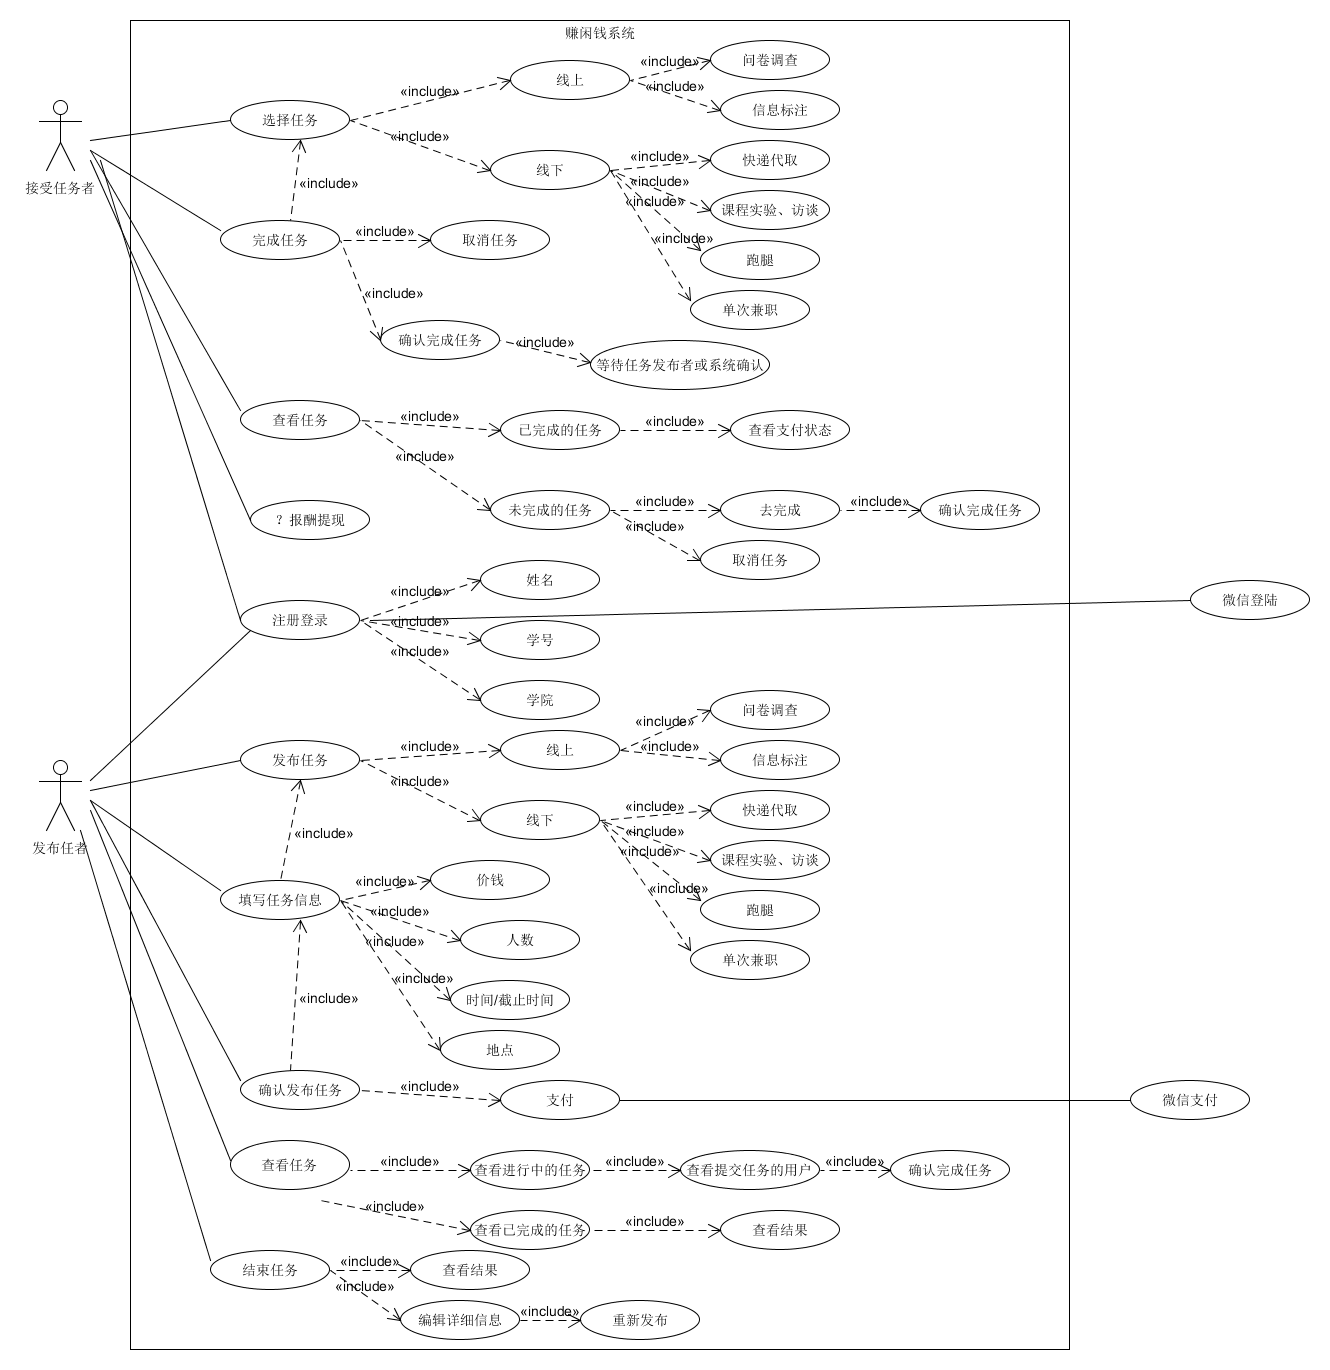 赚闲钱系统
«include»
问卷调查
线上
«include»
«include»
信息标注
选择任务
«include»
«include»
快递代取
线下
«include»
课程实验、访谈
«include»
«include»
跑腿
单次兼职
接受任务者
«include»
完成任务
«include»
取消任务
«include»
确认完成任务
«include»
等待任务发布者或系统确认
查看任务
«include»
已完成的任务
«include»
查看支付状态
«include»
未完成的任务
«include»
去完成
«include»
确认完成任务
«include»
取消任务
？报酬提现
注册登录
«include»
姓名
«include»
学号
«include»
学院
微信登陆
发布任务
«include»
线上
«include»
问卷调查
«include»
信息标注
«include»
线下
«include»
快递代取
«include»
课程实验、访谈
«include»
跑腿
«include»
单次兼职
发布任者
«include»
填写任务信息
«include»
价钱
«include»
人数
«include»
时间/截止时间
«include»
地点
«include»
确认发布任务
«include»
支付
微信支付
查看任务
«include»
查看进行中的任务
«include»
查看提交任务的用户
«include»
确认完成任务
«include»
查看已完成的任务
«include»
查看结果
结束任务
«include»
查看结果
«include»
编辑详细信息
«include»
重新发布